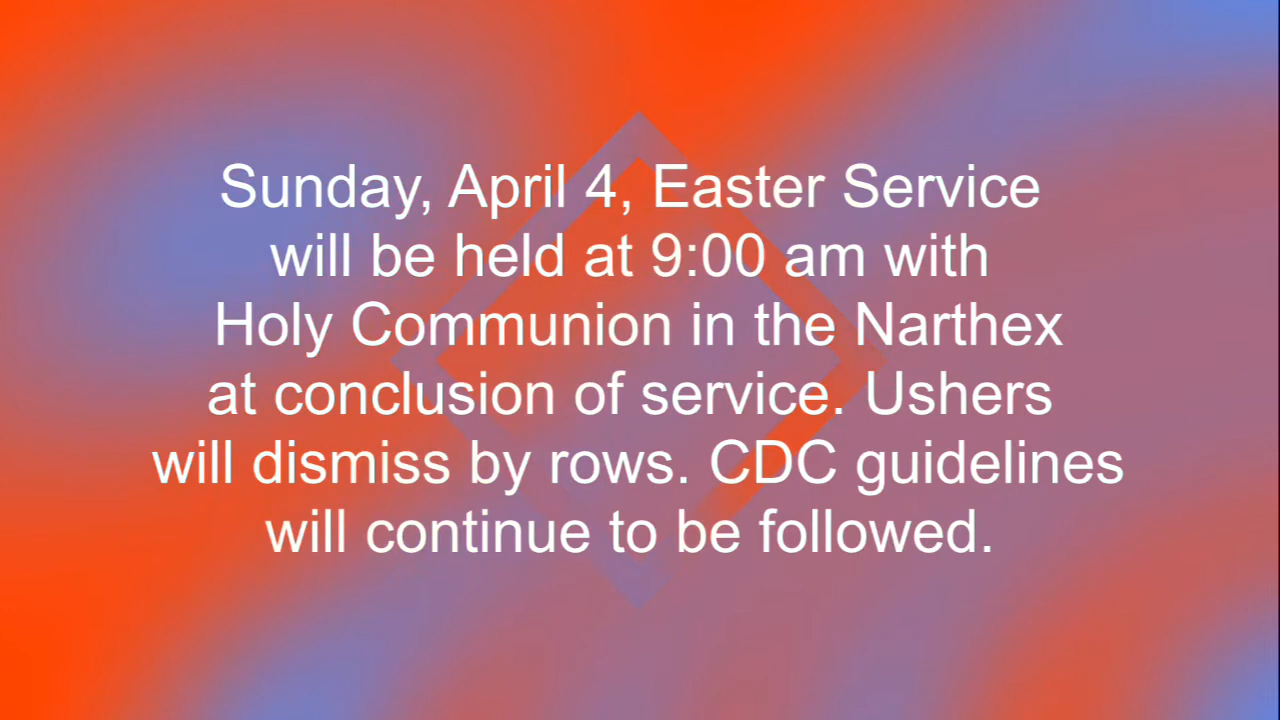 Sunday, April 4, Easter Service
will be held at 9:00 am with
Holy Communion in the Narthex
at conclusion of service. Ushers
will dismiss by rows. CDC guidelines
will continue to be followed.